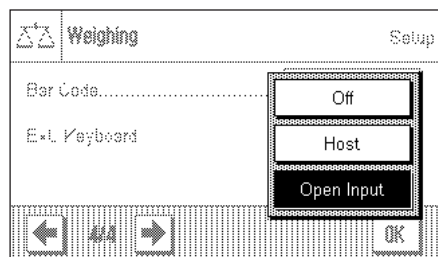 Weighing
Setup
Bar Code
Off
Ext. Keyboard
Host
Open Input
4/4
OK